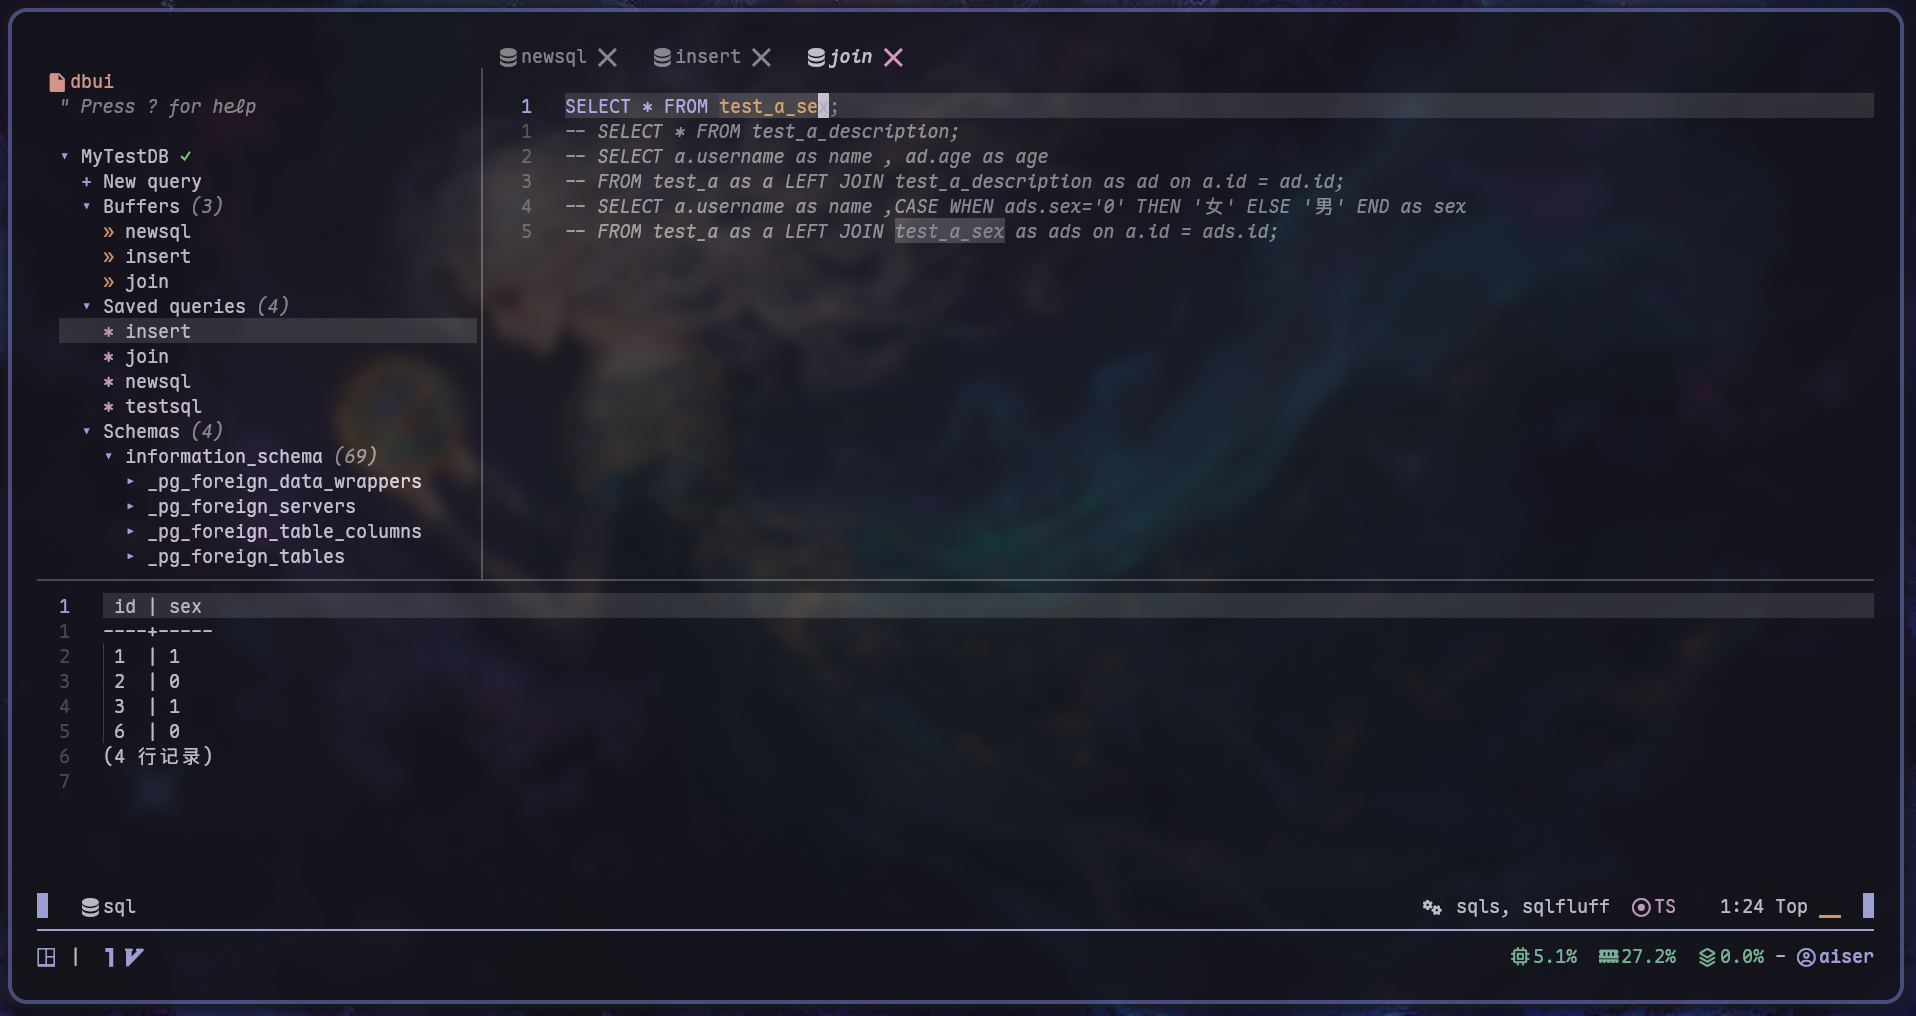 newsql insert join
dbui
" Press ? for help
MyTestDB ✓
+ New query
▾ Buffers (3)
» newsql
» insert
» join
▾ Saved queries (4)
* insert
* join
* newsql
* testsql
▾ Schemas (4)
▾ information_schema (69)
▸ _pg_foreign_data_wrappers
▸ _pg_foreign_servers
▸ _pg_foreign_table_columns
▸ _pg_foreign_tables
1 SELECT * FROM test_a_sex;
1 -- SELECT * FROM test_a_description;
2 -- SELECT a.username as name , ad.age as age
3 -- FROM test_a as a LEFT JOIN test_a_description as ad on a.id = ad.id;
4 -- SELECT a.username as name ,CASE WHEN ads.sex='0' THEN '女' ELSE '男' END as sex
5 -- FROM test_a as a LEFT JOIN test_a_sex as ads on a.id = ads.id;
1 id | sex
1 ----+-----
2 1 | 1
3 2 | 0
4 3 | 1
5 6 | 0
6 (4 行记录)
7
sql sqls, sqlfluff TS 1:24 Top __
| 1 5.1% 27.2% 0.0% - aiser